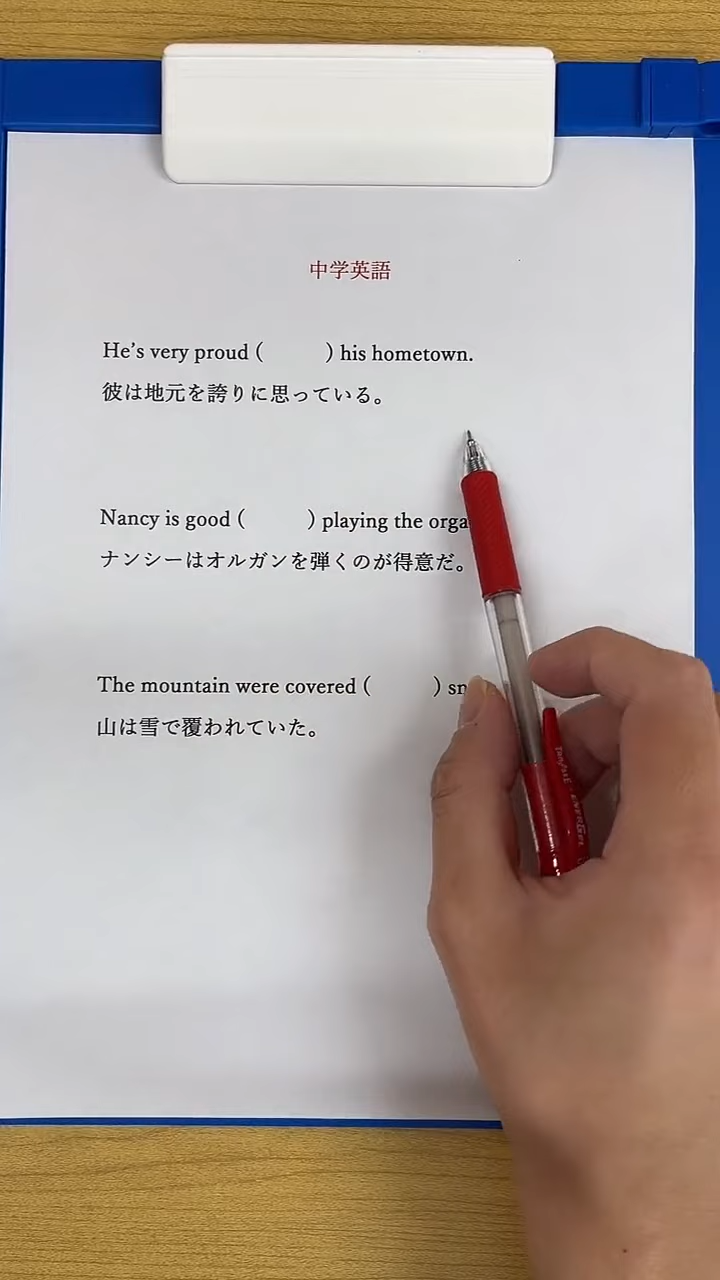 中学英語
He's very proud (          ) his hometown.
彼は地元を誇りに思っている。
Nancy is good (          ) playing the
ナンシーはオルガンを弾くのが得意だ。
The mountain were covered (          )
山は雪で覆われていた。